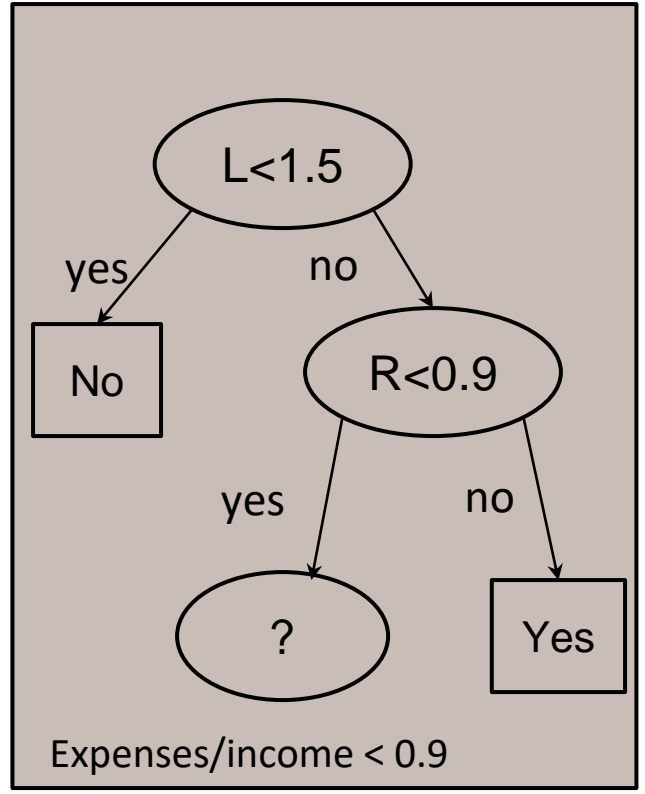 L<1.5
yes
no
No
R<0.9
yes
no
?
Yes
Expenses/income < 0.9